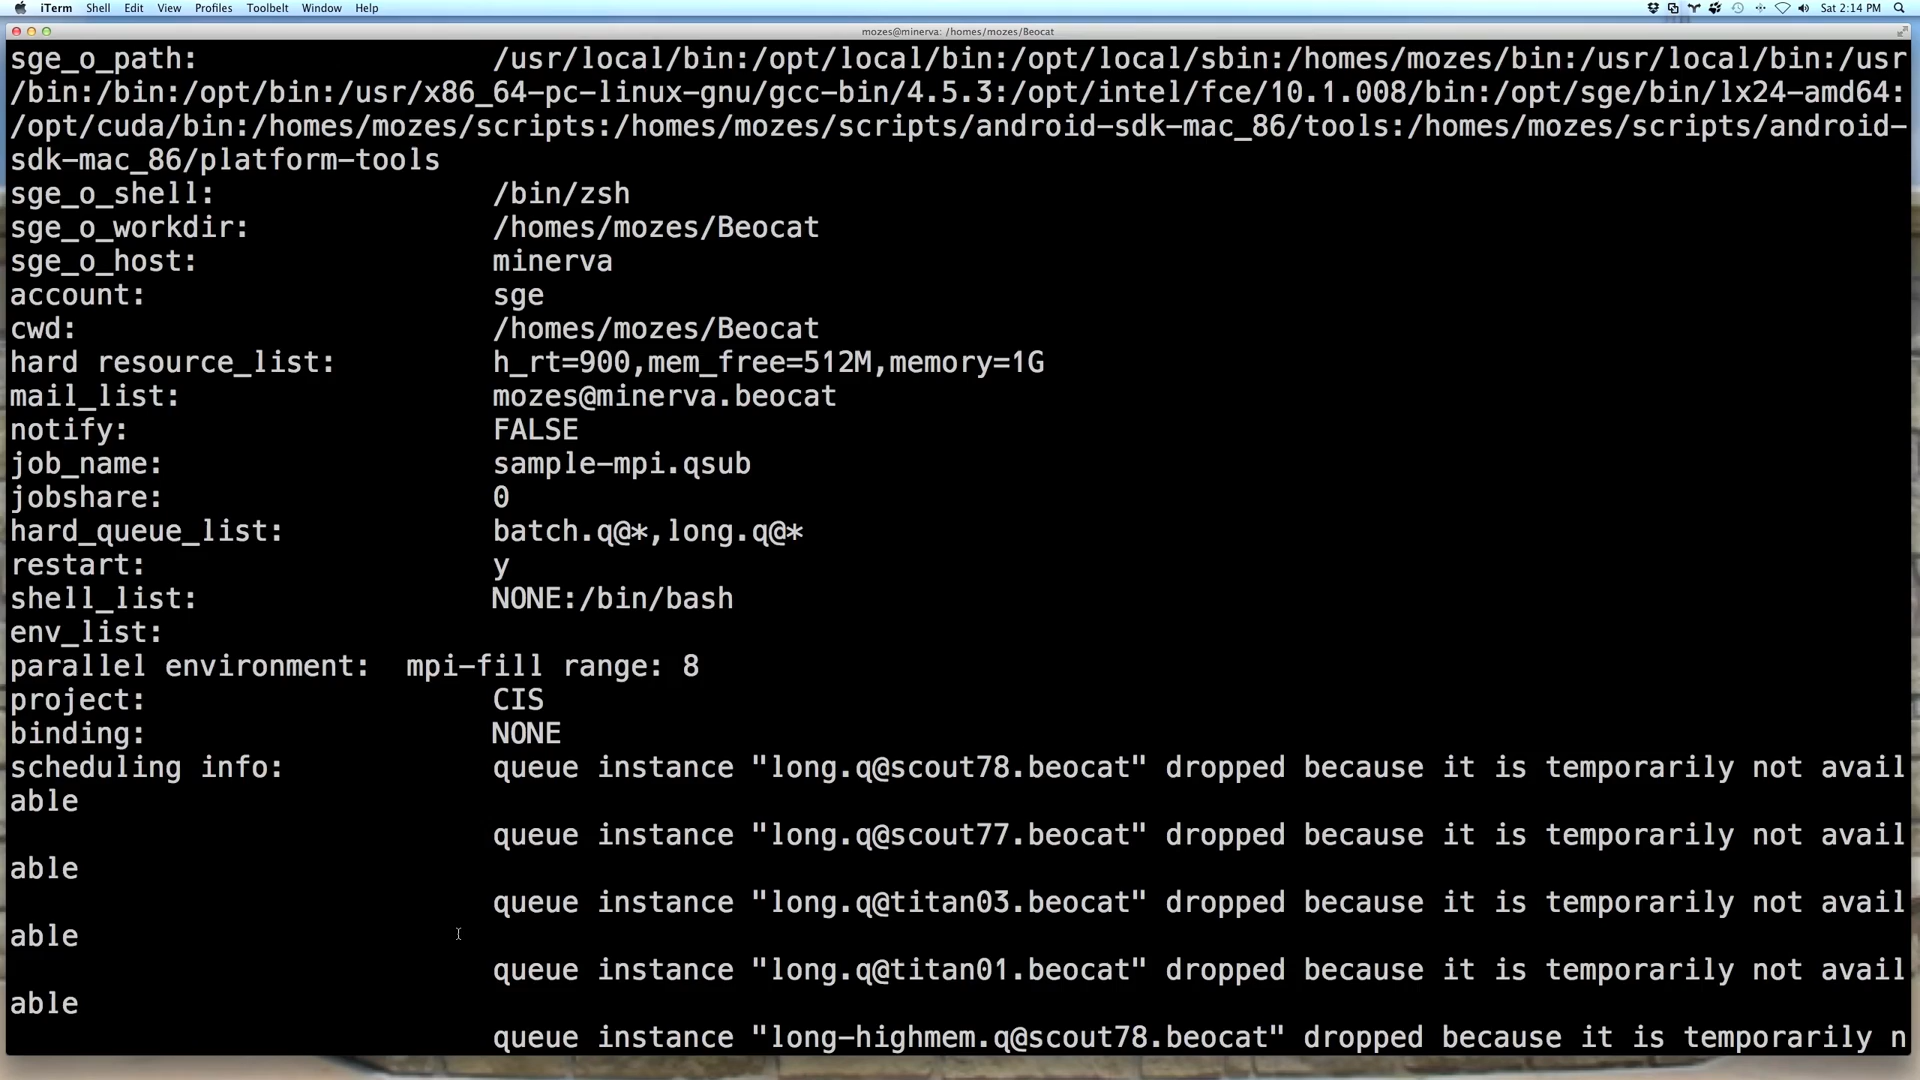 iTerm Shell Edit View Profiles Toolbelt Window Help Sat 2:14 PM
mozes@minerva: /homes/mozes/Beocat
sge_o_path: /usr/local/bin:/opt/local/bin:/opt/local/sbin:/homes/mozes/bin:/usr/local/bin:/usr
/bin:/bin:/opt/bin:/usr/x86_64-pc-linux-gnu/gcc-bin/4.5.3:/opt/intel/fce/10.1.008/bin:/opt/sge/bin/lx24-amd64:
/opt/cuda/bin:/homes/mozes/scripts:/homes/mozes/scripts/android-sdk-mac_86/tools:/homes/mozes/scripts/android-
sdk-mac_86/platform-tools
sge_o_shell: /bin/zsh
sge_o_workdir: /homes/mozes/Beocat
sge_o_host: minerva
account: sge
cwd: /homes/mozes/Beocat
hard resource_list: h_rt=900,mem_free=512M,memory=1G
mail_list: mozes@minerva.beocat
notify: FALSE
job_name: sample-mpi.qsub
jobshare: 0
hard_queue_list: batch.q@*,long.q@*
restart: y
shell_list: NONE:/bin/bash
env_list:
parallel environment: mpi-fill range: 8
project: CIS
binding: NONE
scheduling info: queue instance "long.q@scout78.beocat" dropped because it is temporarily not avail
able
queue instance "long.q@scout77.beocat" dropped because it is temporarily not avail
able
queue instance "long.q@titan03.beocat" dropped because it is temporarily not avail
able
queue instance "long.q@titan01.beocat" dropped because it is temporarily not avail
able
queue instance "long-highmem.q@scout78.beocat" dropped because it is temporarily n